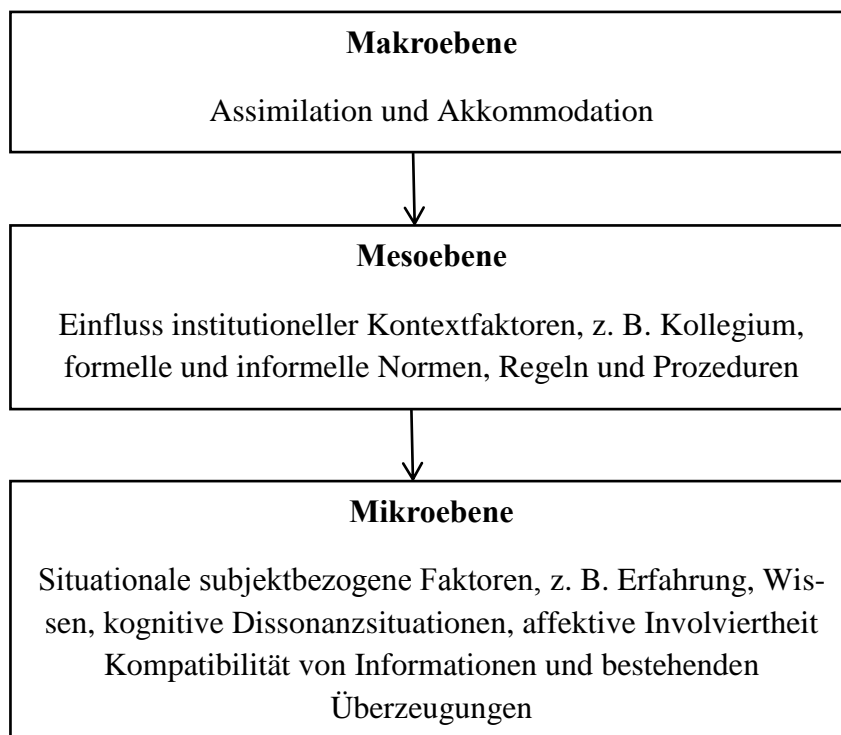 Makroebene
Assimilation und Akkommodation
Mesoebene
Einfluss institutioneller Kontextfaktoren, z. B. Kollegium,
formelle und informelle Normen, Regeln und Prozeduren
Mikroebene
Situationale subjektbezogene Faktoren, z. B. Erfahrung, Wis-
sen, kognitive Dissonanzsituationen, affektive Involviertheit
Kompatibilität von Informationen und bestehenden
Überzeugungen